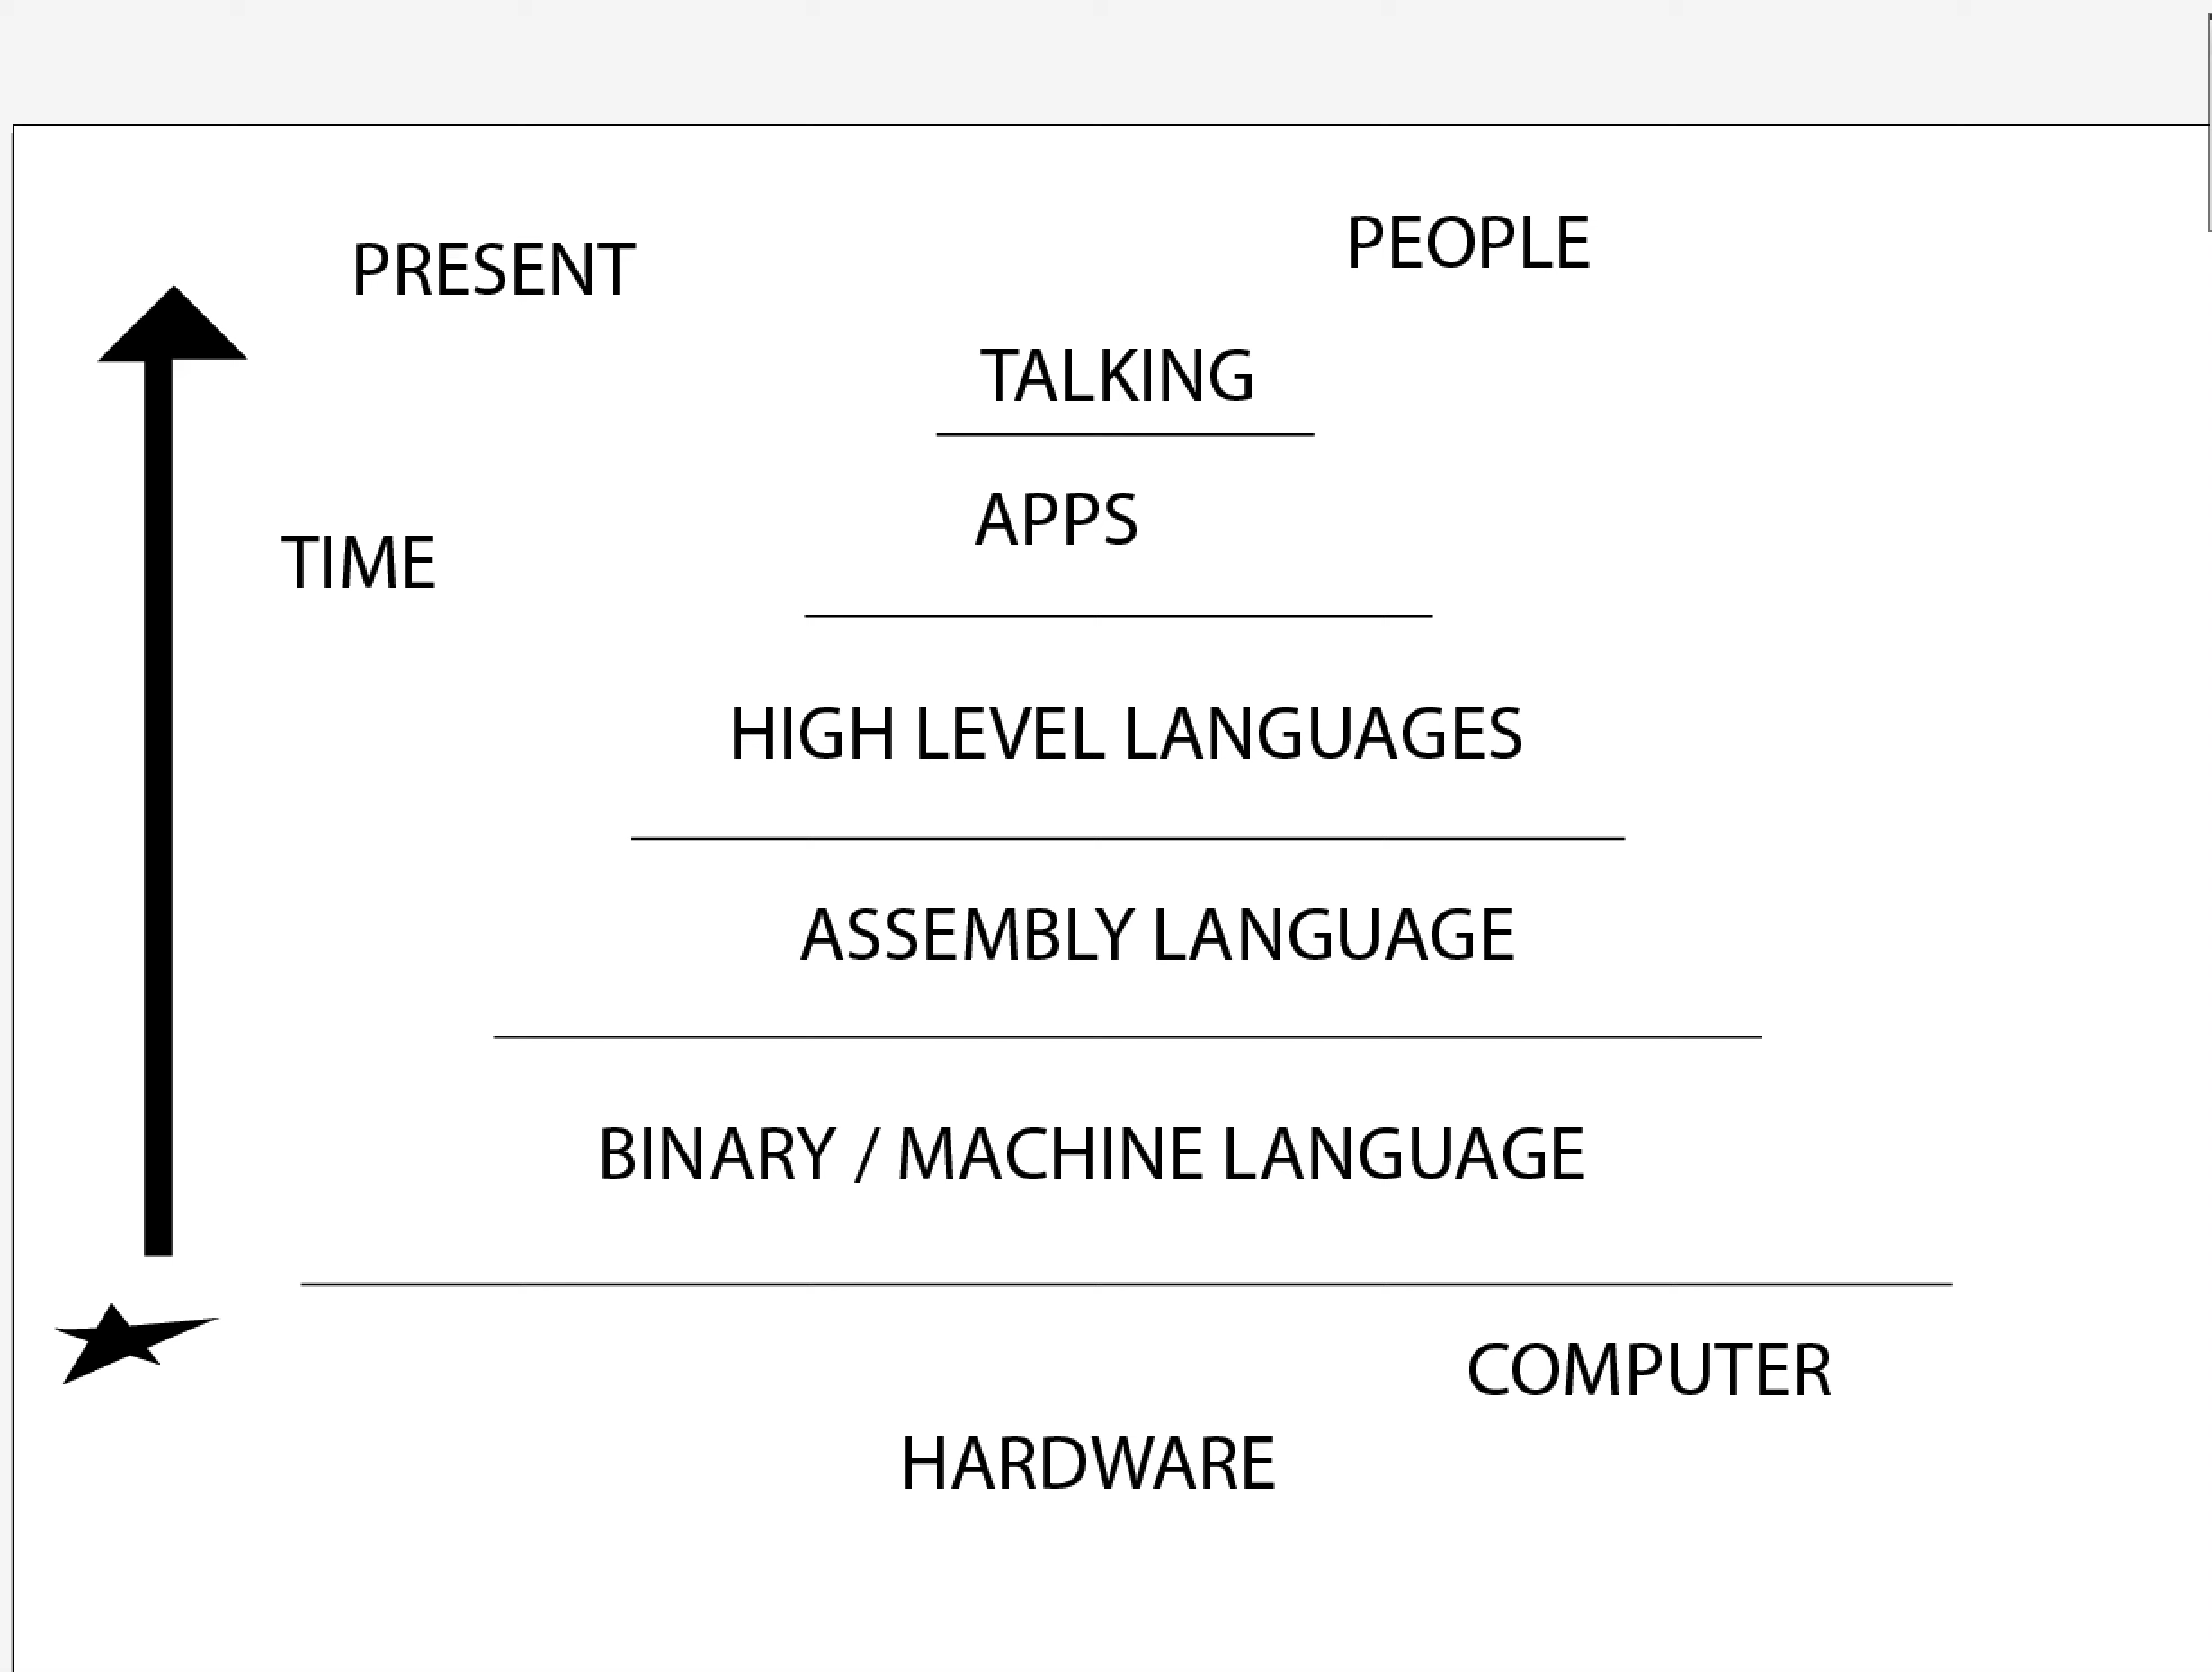 PEOPLE
PRESENT
TALKING
APPS
TIME
HIGH LEVEL LANGUAGES
ASSEMBLY LANGUAGE
BINARY / MACHINE LANGUAGE
COMPUTER
HARDWARE